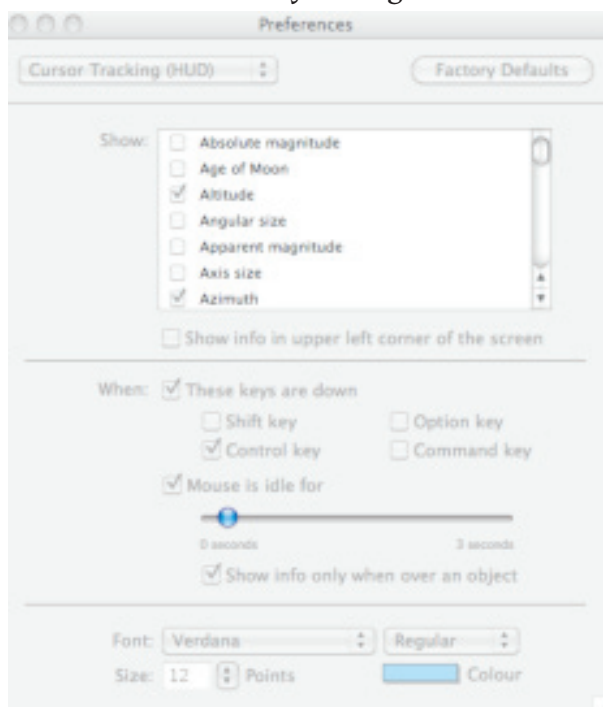 Preferences
Cursor Tracking (HUD) Factory Defaults
Show: Absolute magnitude
Age of Moon
Altitude
Angular size
Apparent magnitude
Axis size
Azimuth
Show info in upper left corner of the screen
When: These keys are down
Shift key Option key
Control key Command key
Mouse is idle for
0 seconds 3 seconds
Show info only when over an object
Font: Verdana Regular
Size: 12 Points Colour